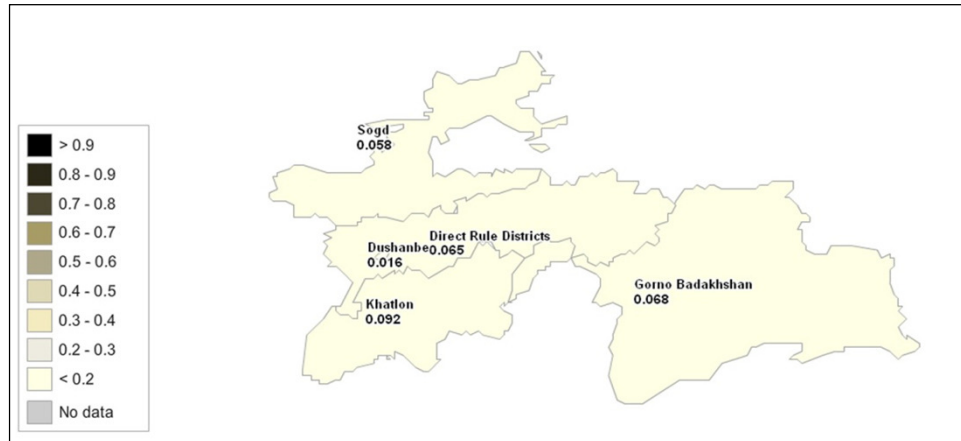 > 0.9
0.8 - 0.9
0.7 - 0.8
0.6 - 0.7
0.5 - 0.6
0.4 - 0.5
0.3 - 0.4
0.2 - 0.3
< 0.2
No data
Sogd
0.058
Direct Rule Districts
0.065
Dushanbe
0.016
Khatlon
0.092
Gorno Badakhshan
0.068